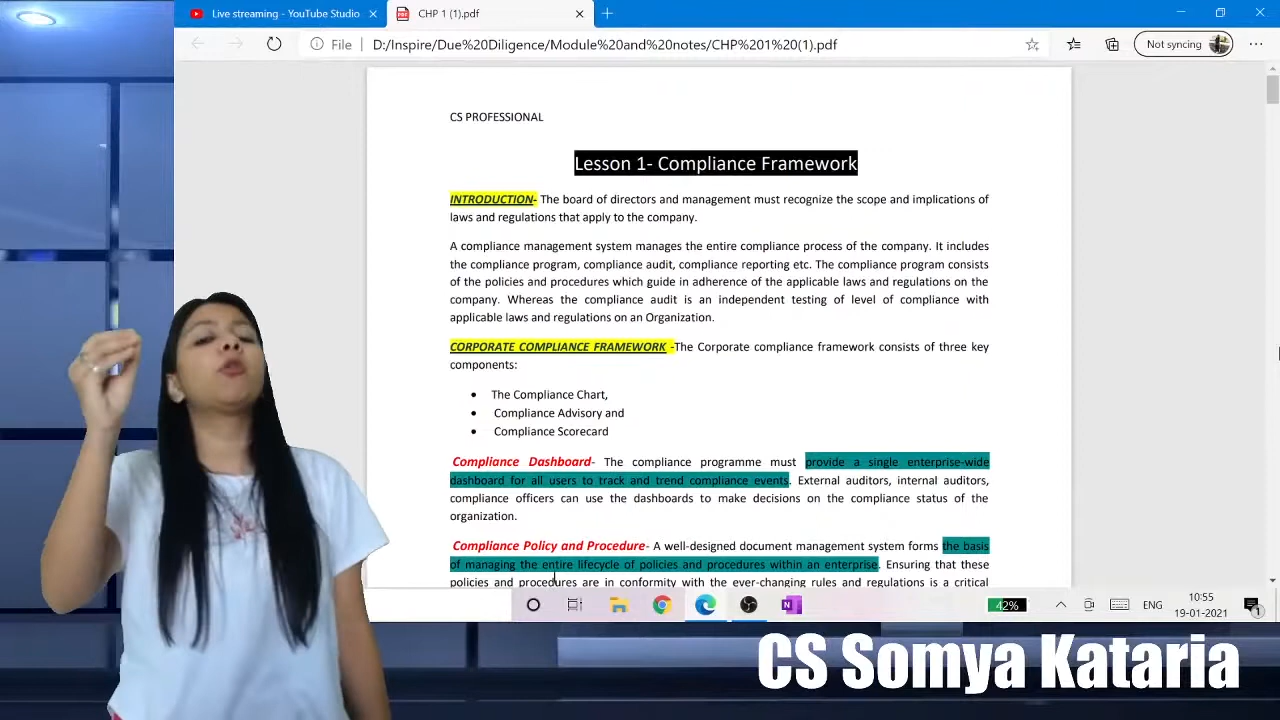 Live streaming - YouTube Studio
CHP 1 (1).pdf
File
D:/Inspire/Due%20Diligence/Module%20and%20notes/CHP%201%20(1).pdf
Not syncing
CS PROFESSIONAL
Lesson 1- Compliance Framework
INTRODUCTION- The board of directors and management must recognize the scope and implications of
laws and regulations that apply to the company.
A compliance management system manages the entire compliance process of the company. It includes
the compliance program, compliance audit, compliance reporting etc. The compliance program consists
of the policies and procedures which guide in adherence of the applicable laws and regulations on the
company. Whereas the compliance audit is an independent testing of level of compliance with
applicable laws and regulations on an Organization.
CORPORATE COMPLIANCE FRAMEWORK -The Corporate compliance framework consists of three key
components:
• The Compliance Chart,
• Compliance Advisory and
• Compliance Scorecard
Compliance Dashboard- The compliance programme must provide a single enterprise-wide
dashboard for all users to track and trend compliance events. External auditors, internal auditors,
compliance officers can use the dashboards to make decisions on the compliance status of the
organization.
Compliance Policy and Procedure- A well-designed document management system forms the basis
of managing the entire lifecycle of policies and procedures within an enterprise. Ensuring that these
policies and procedures are in conformity with the ever-changing rules and regulations is a critical
42%
ENG
10:55
19-01-2021
1
CS Somya Kataria